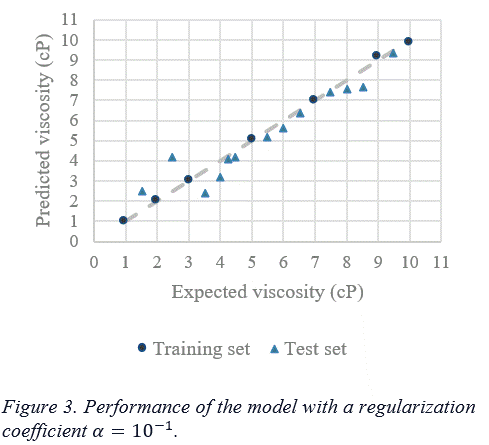 11
10
9
8
7
6
5
4
3
2
1
0
Predicted viscosity (cP)
0 1 2 3 4 5 6 7 8 9 10 11
Expected viscosity (cP)
Training set Test set
Figure 3. Performance of the model with a regularization
coefficient α = 10⁻¹.